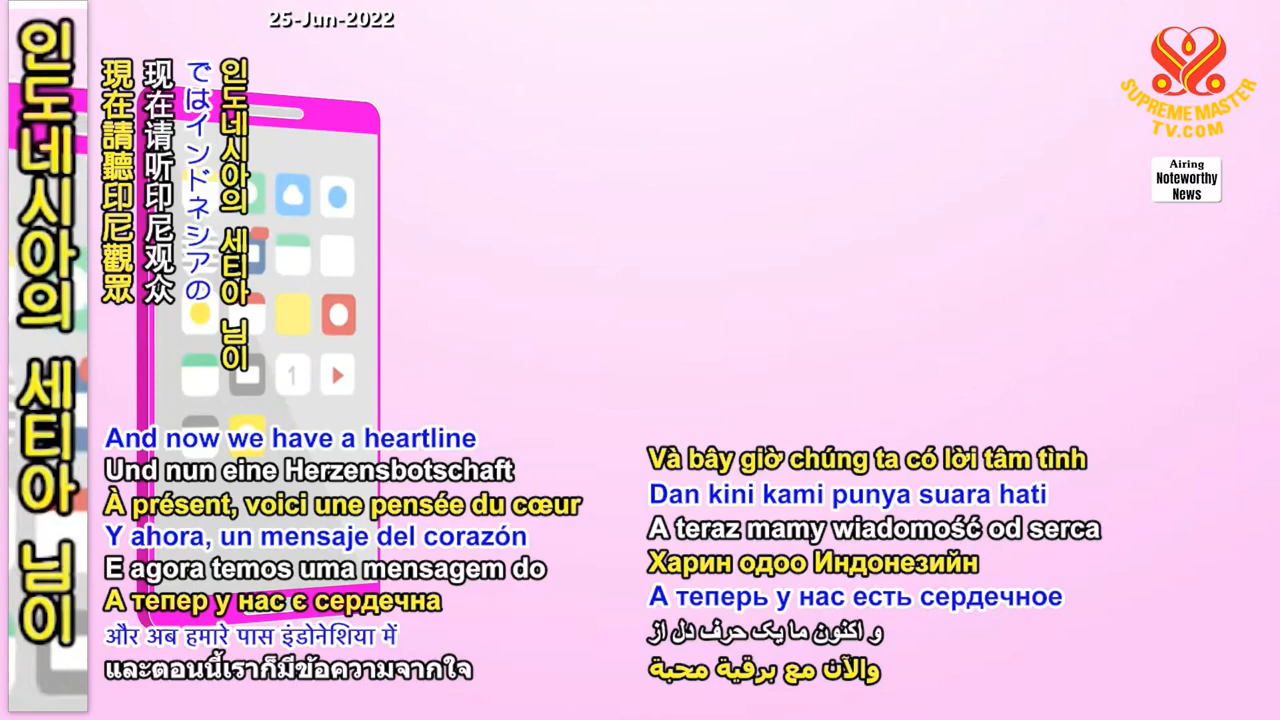 25-Jun-2022
SUPREME MASTER
TV.COM
Airing
Noteworthy
News
인도네시아의 세티아 님이
現在請聽印尼觀眾
现在请听印尼观众
ではインドネシアの
인도네시아의 세티아 님이
1
And now we have a heartline
Und nun eine Herzensbotschaft
À présent, voici une pensée du cœur
Y ahora, un mensaje del corazón
E agora temos uma mensagem do
А тепер у нас є сердечна
और अब हमारे पास इंडोनेशिया में
และตอนนี้เราก็มีข้อความจากใจ
Và bây giờ chúng ta có lời tâm tình
Dan kini kami punya suara hati
A teraz mamy wiadomość od serca
Харин одоо Индонезийн
А теперь у нас есть сердечное
و اکنون ما یک حرف دل از
والآن مع برقية محبة